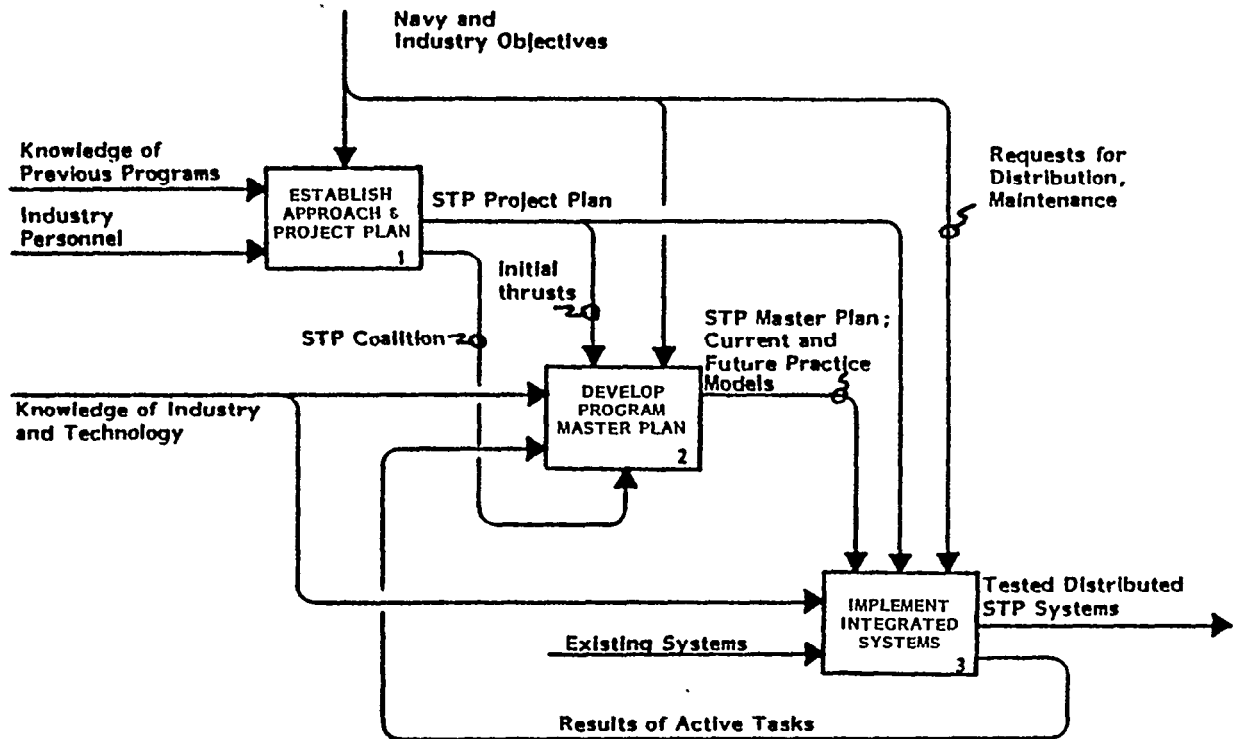 Navy and
Industry Objectives
Knowledge of
Previous Programs
Industry
Personnel
ESTABLISH
APPROACH &
PROJECT PLAN
1
STP Project Plan
Requests for
Distribution,
Maintenance
Initial
thrusts
STP Coalition
STP Master Plan;
Current and
Future Practice
Models
Knowledge of Industry
and Technology
DEVELOP
PROGRAM
MASTER PLAN
2
IMPLEMENT
INTEGRATED
SYSTEMS
3
Tested Distributed
STP Systems
Existing Systems
Results of Active Tasks